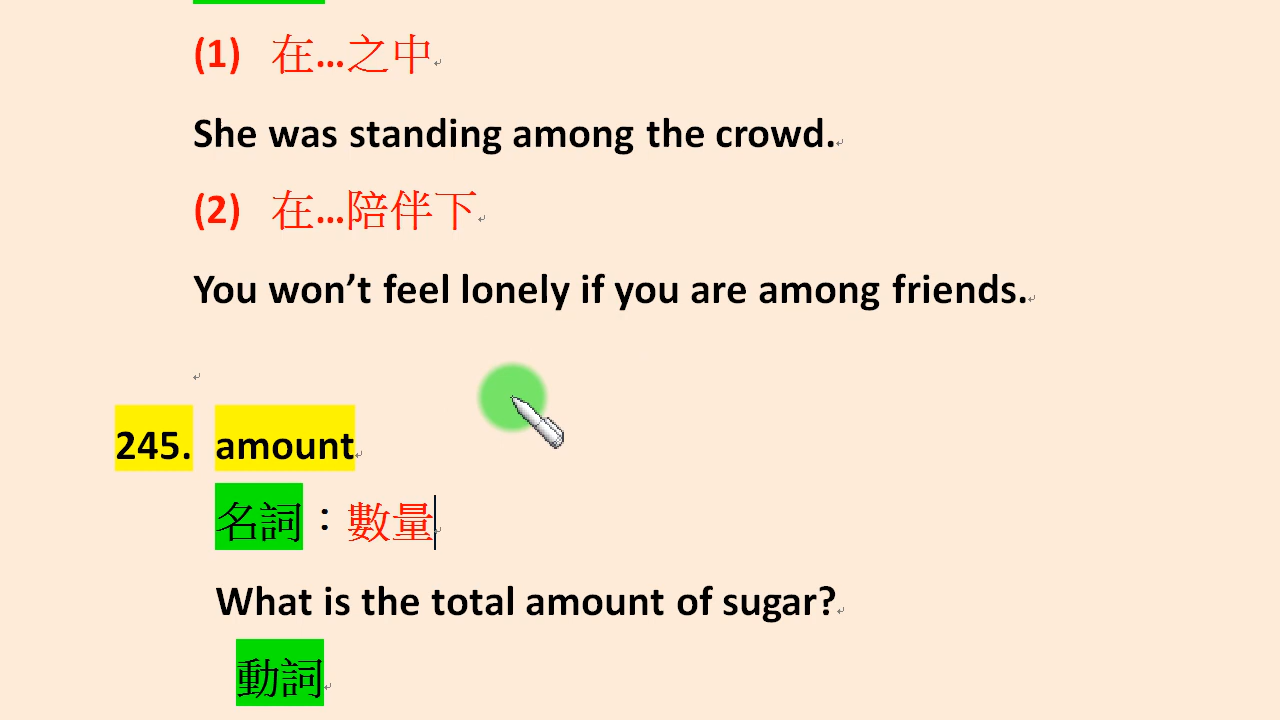 (1) 在…之中
She was standing among the crowd.
(2) 在…陪伴下
You won’t feel lonely if you are among friends.
245. amount
名詞：數量
What is the total amount of sugar?
動詞